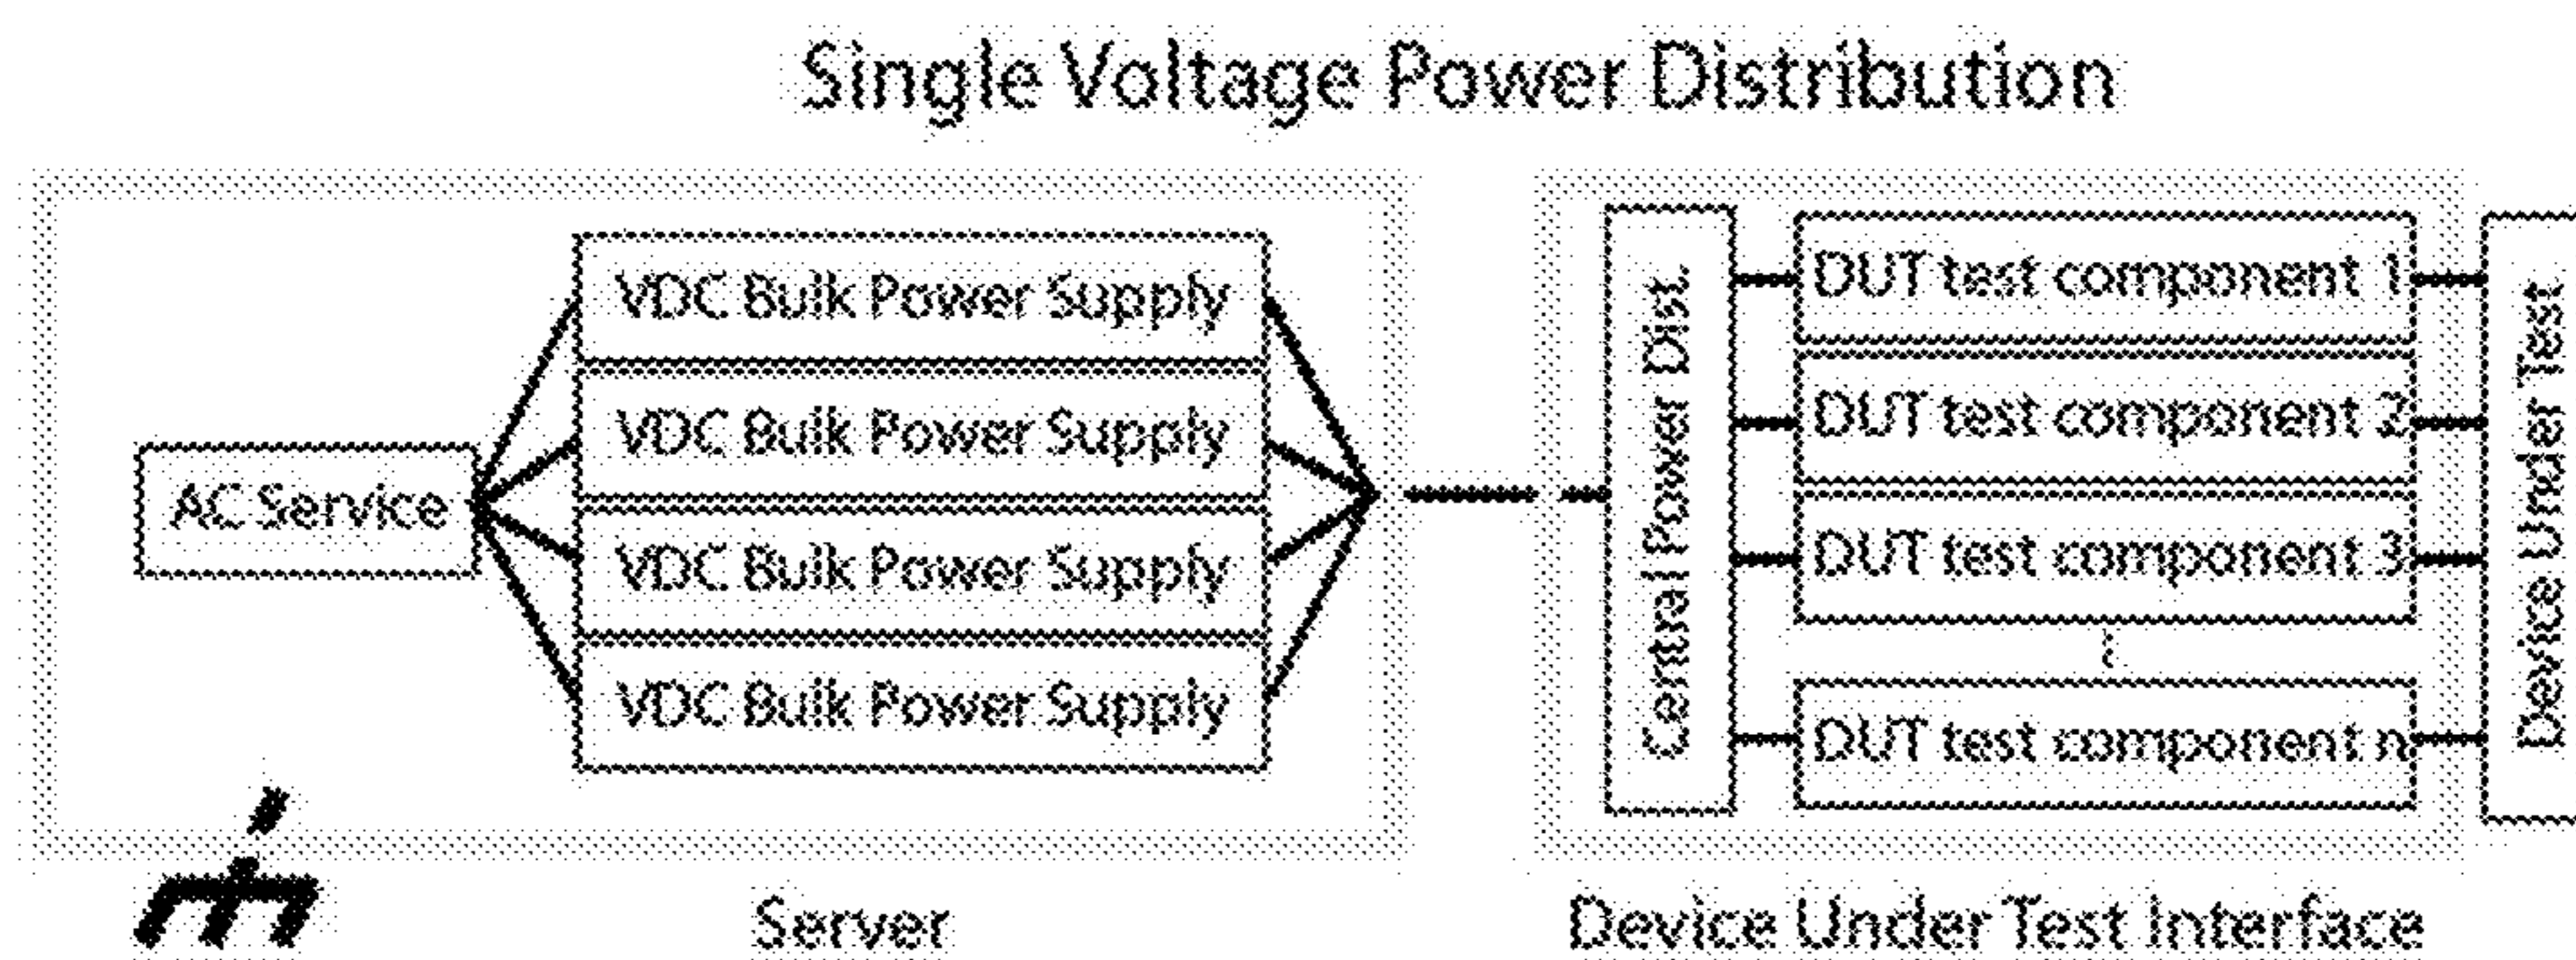 Single Voltage Power Distribution
AC Service
VDC Bulk Power Supply
VDC Bulk Power Supply
VDC Bulk Power Supply
VDC Bulk Power Supply
Server
Central Power Dist.
DUT test component 1
DUT test component 2
DUT test component 3
DUT test component n
Device Under Test Interface
Device Under Test